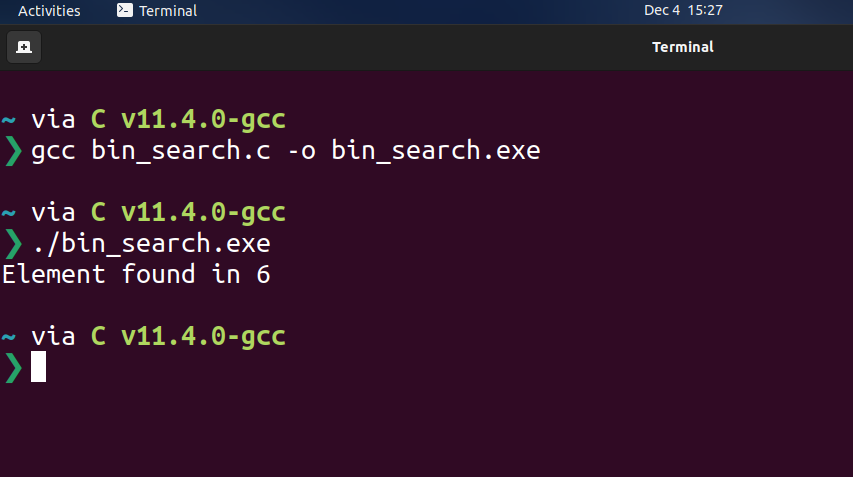 Activities Terminal Dec 4 15:27
Terminal
~ via C v11.4.0-gcc
❯ gcc bin_search.c -o bin_search.exe
~ via C v11.4.0-gcc
❯ ./bin_search.exe
Element found in 6
~ via C v11.4.0-gcc
❯